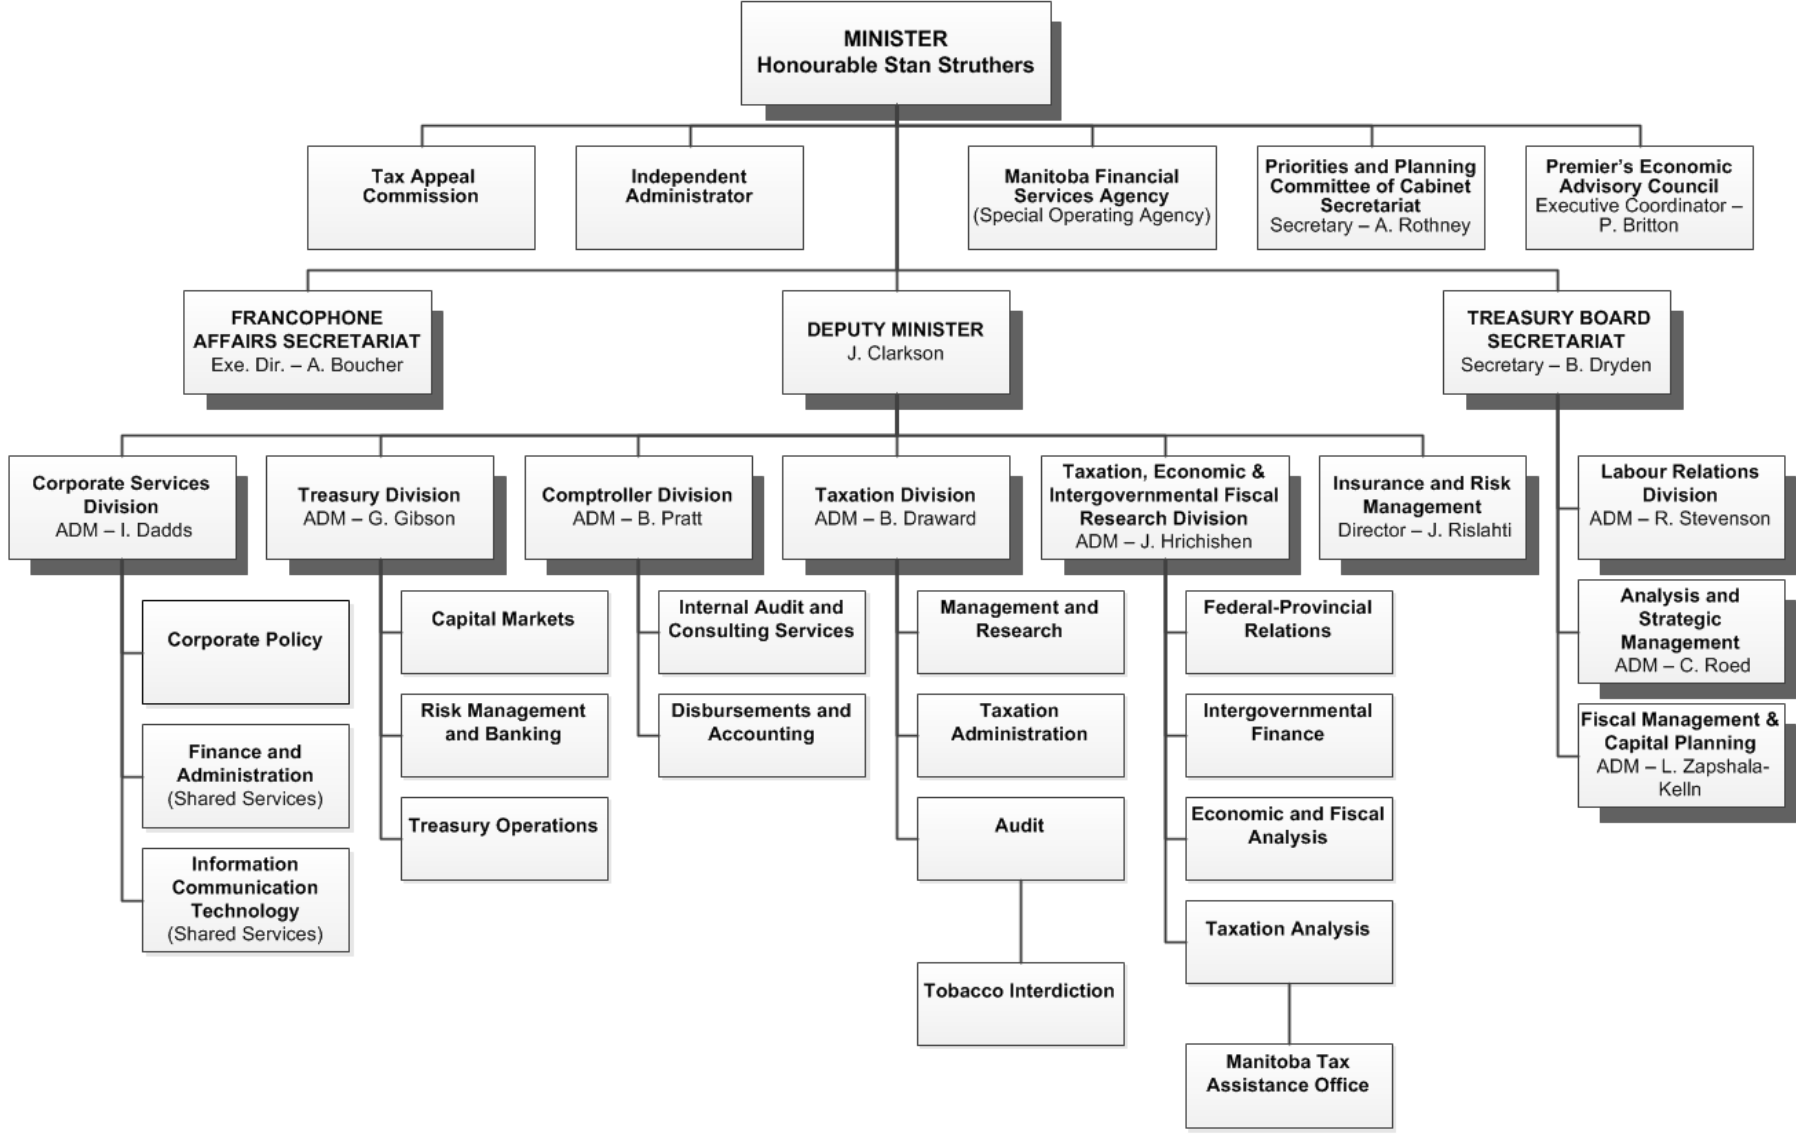 MINISTER
Honourable Stan Struthers
Tax Appeal
Commission
Independent
Administrator
Manitoba Financial
Services Agency
(Special Operating Agency)
Priorities and Planning
Committee of Cabinet
Secretariat
Secretary – A. Rothney
Premier’s Economic
Advisory Council
Executive Coordinator –
P. Britton
FRANCOPHONE
AFFAIRS SECRETARIAT
Exe. Dir. – A. Boucher
DEPUTY MINISTER
J. Clarkson
TREASURY BOARD
SECRETARIAT
Secretary – B. Dryden
Corporate Services
Division
ADM – I. Dadds
Treasury Division
ADM – G. Gibson
Comptroller Division
ADM – B. Pratt
Taxation Division
ADM – B. Draward
Taxation, Economic &
Intergovernmental Fiscal
Research Division
ADM – J. Hrichishen
Insurance and Risk
Management
Director – J. Rislahti
Labour Relations
Division
ADM – R. Stevenson
Corporate Policy
Finance and
Administration
(Shared Services)
Information
Communication
Technology
(Shared Services)
Capital Markets
Risk Management
and Banking
Treasury Operations
Internal Audit and
Consulting Services
Disbursements and
Accounting
Management and
Research
Taxation
Administration
Audit
Tobacco Interdiction
Federal-Provincial
Relations
Intergovernmental
Finance
Economic and Fiscal
Analysis
Taxation Analysis
Manitoba Tax
Assistance Office
Analysis and
Strategic
Management
ADM – C. Roed
Fiscal Management &
Capital Planning
ADM – L. Zapshala-
Kelln